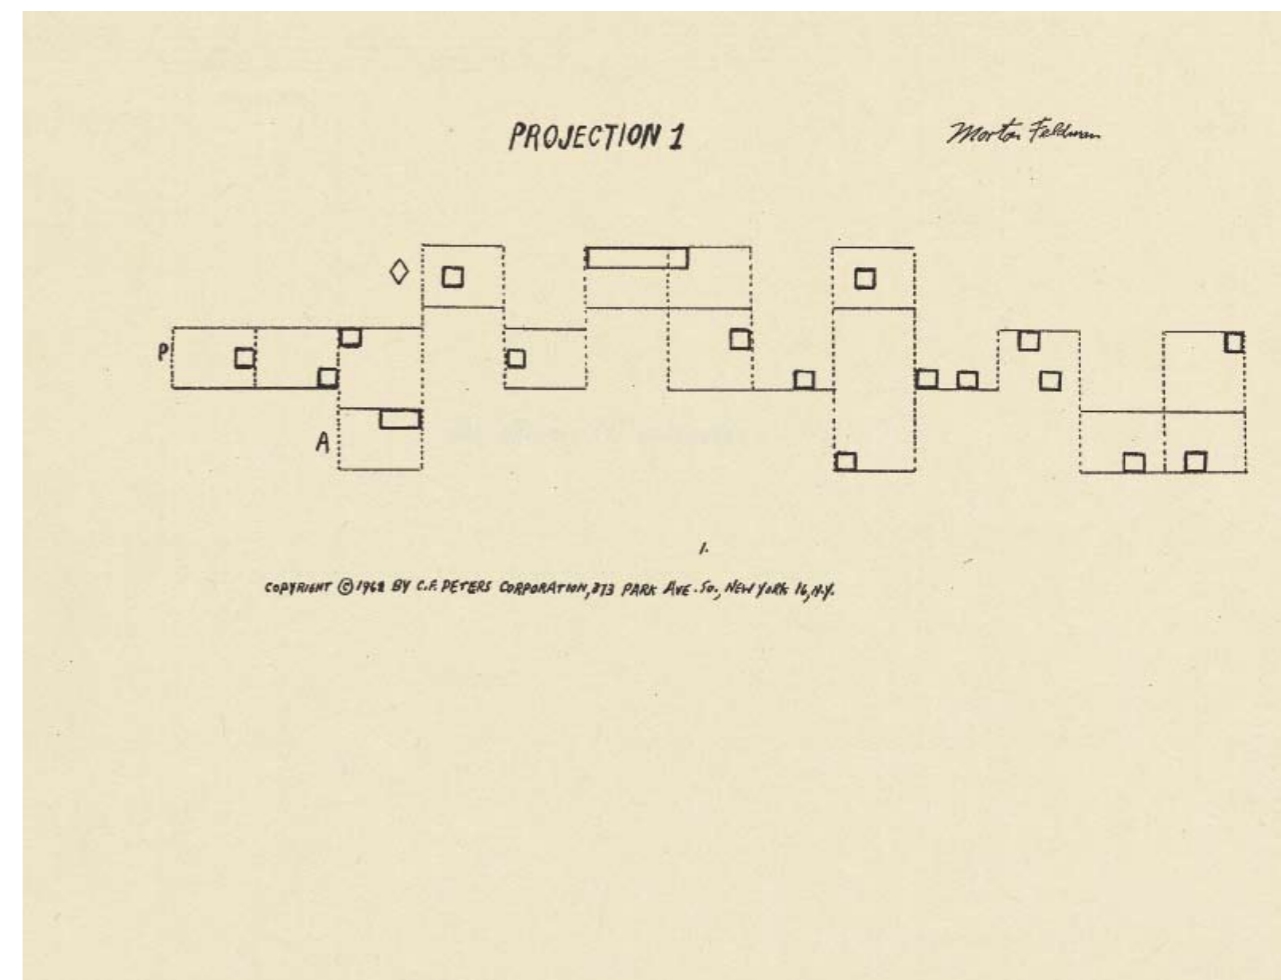 PROJECTION 1
Morton Feldman
P
A
1.
COPYRIGHT © 1962 BY C.F. PETERS CORPORATION, 373 PARK AVE. SO., NEW YORK 16, N.Y.